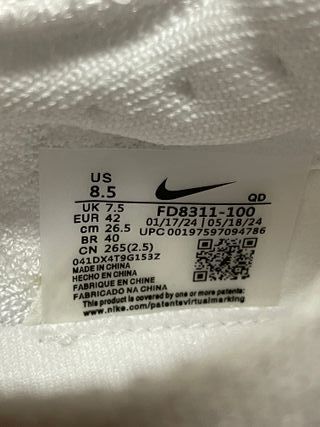 US
8.5
QD
UK 7.5
FD8311-100
EUR 42
01/17/24 | 05/18/24
cm 26.5
UPC 00197597094786
BR 40
CN 265(2.5)
041DX4T9G153Z
MADE IN CHINA
HECHO EN CHINA
FABRIQUE EN CHINE
FABRICADO NA CHINA
This product is covered by one or more patents:
www.nike.com/patentsvirtualmarking